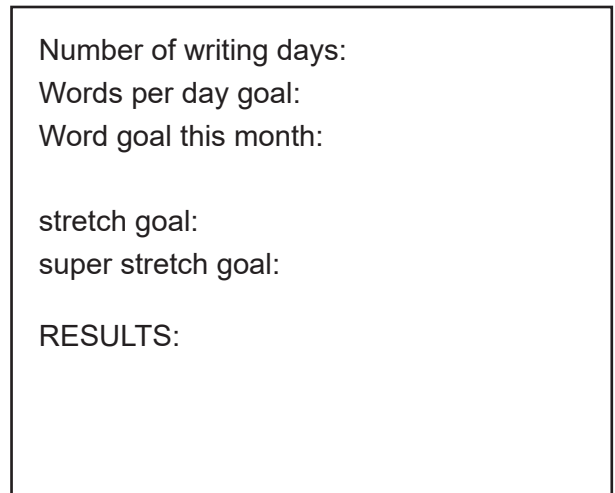 Number of writing days:
Words per day goal:
Word goal this month:
stretch goal:
super stretch goal:
RESULTS: